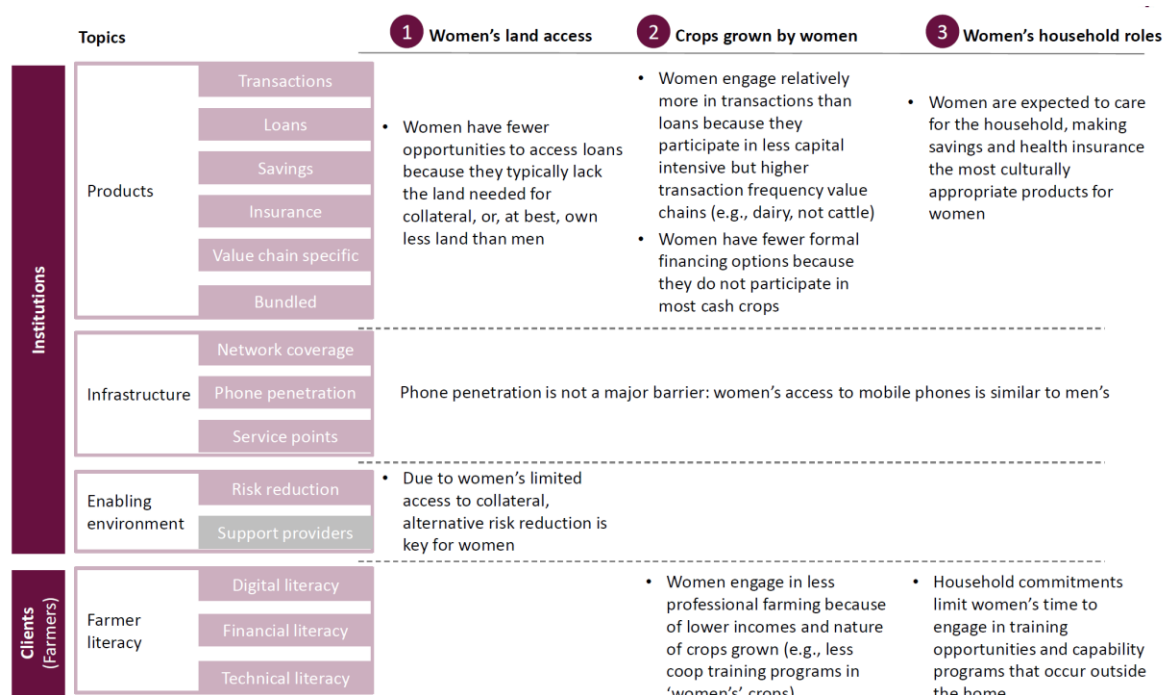 Topics
1 Women's land access
2 Crops grown by women
3 Women's household roles
Institutions
Products
Transactions
Loans
Savings
Insurance
Value chain specific
Bundled
• Women have fewer
opportunities to access loans
because they typically lack
the land needed for
collateral, or, at best, own
less land than men
• Women engage relatively
more in transactions than
loans because they
participate in less capital
intensive but higher
transaction frequency value
chains (e.g., dairy, not cattle)
• Women have fewer formal
financing options because
they do not participate in
most cash crops
• Women are expected to care
for the household, making
savings and health insurance
the most culturally
appropriate products for
women
Infrastructure
Network coverage
Phone penetration
Service points
Phone penetration is not a major barrier: women's access to mobile phones is similar to men's
Enabling
environment
Risk reduction
Support providers
• Due to women's limited
access to collateral,
alternative risk reduction is
key for women
Clients
(Farmers)
Farmer
literacy
Digital literacy
Financial literacy
Technical literacy
• Women engage in less
professional farming because
of lower incomes and nature
of crops grown (e.g., less
coop training programs in
'women's' crops)
• Household commitments
limit women's time to
engage in training
opportunities and capability
programs that occur outside
the home